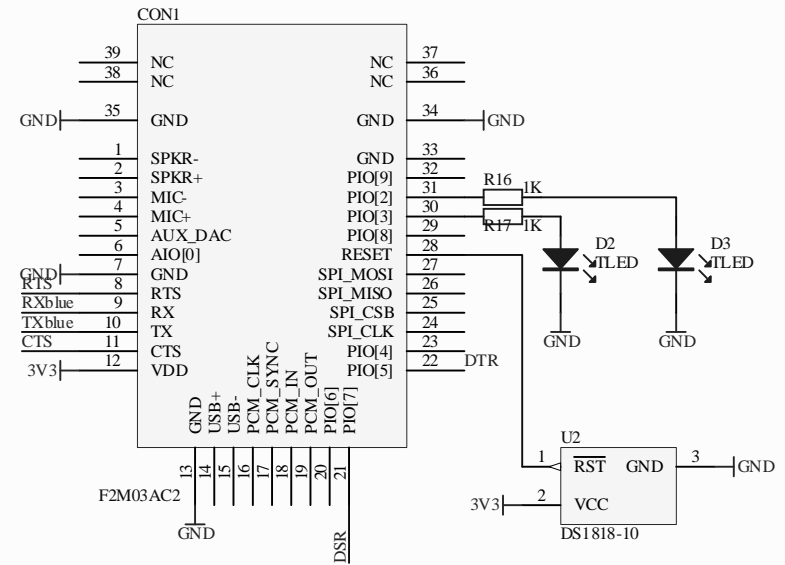 CON1
39 NC NC 37
38 NC NC 36
GND 35 GND GND 34 GND
1 SPKR- GND 33
2 SPKR+ PIO[9] 32
3 MIC- PIO[2] 31 R16 1K
4 MIC+ PIO[3] 30 R17 1K
5 AUX_DAC PIO[8] 29
6 AIO[0] RESET 28
D2 TLED
D3 TLED
GND 7 GND SPI_MOSI 27
RTS 8 RTS SPI_MISO 26
RXblue 9 RX SPI_CSB 25
TXblue 10 TX SPI_CLK 24
CTS 11 CTS PIO[4] 23
3V3 12 VDD PIO[5] 22 DTR
GND
GND
GND
USB+
USB-
PCM_CLK
PCM_SYNC
PCM_IN
PCM_OUT
PIO[6]
PIO[7]
13
14
15
16
17
18
19
20
21
F2M03AC2
GND
DSR
U2
1 RST GND 3 GND
3V3 2 VCC
DS1818-10